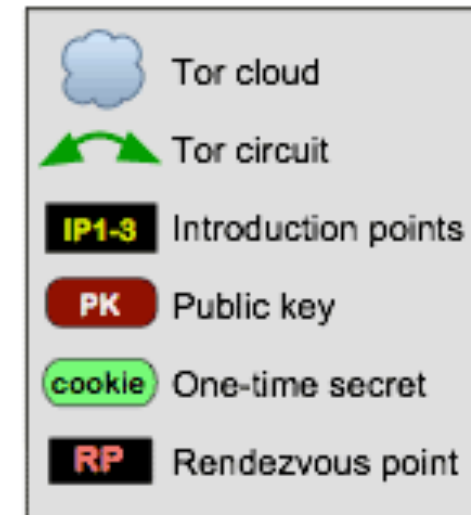 Tor cloud
Tor circuit
IP1-3 Introduction points
PK Public key
cookie One-time secret
RP Rendezvous point